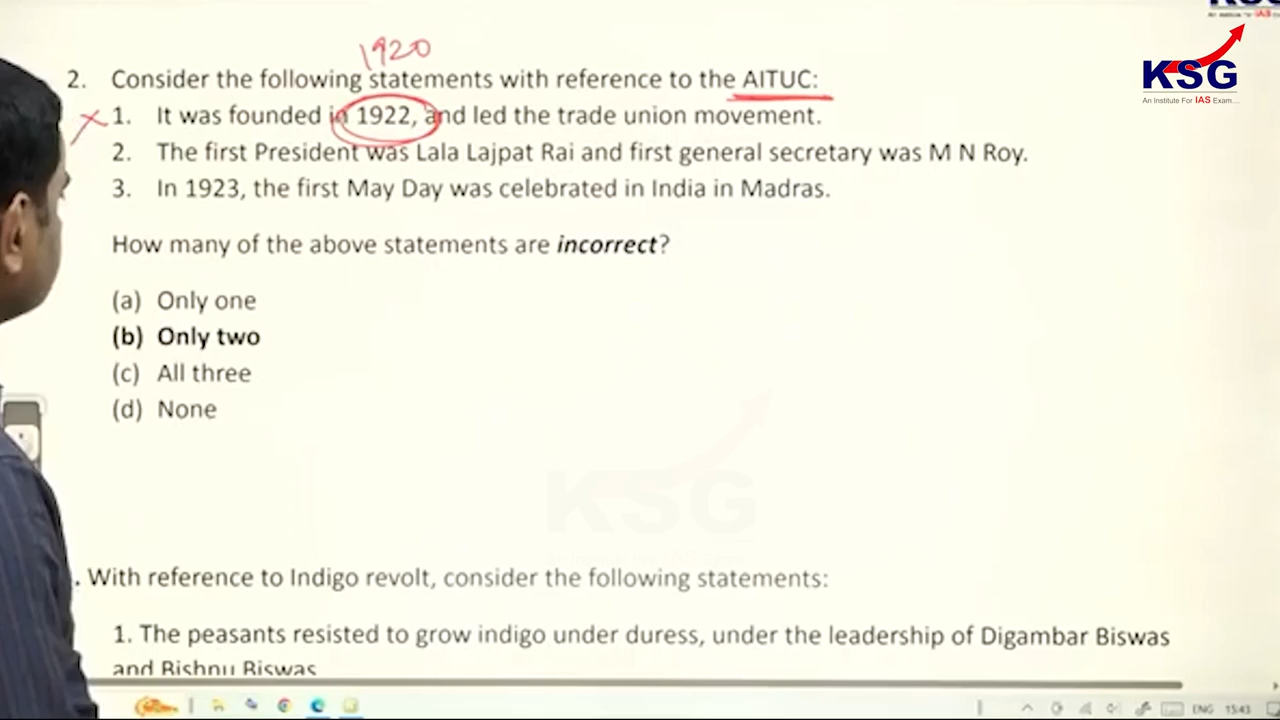 KSG
An Institute For IAS Exam....
1920
2. Consider the following statements with reference to the AITUC:
1. It was founded in 1922, and led the trade union movement.
2. The first President was Lala Lajpat Rai and first general secretary was M N Roy.
3. In 1923, the first May Day was celebrated in India in Madras.
How many of the above statements are incorrect?
(a) Only one
(b) Only two
(c) All three
(d) None
KSG
. With reference to Indigo revolt, consider the following statements:
1. The peasants resisted to grow indigo under duress, under the leadership of Digambar Biswas
and Bishnu Biswas
ENG 15:43